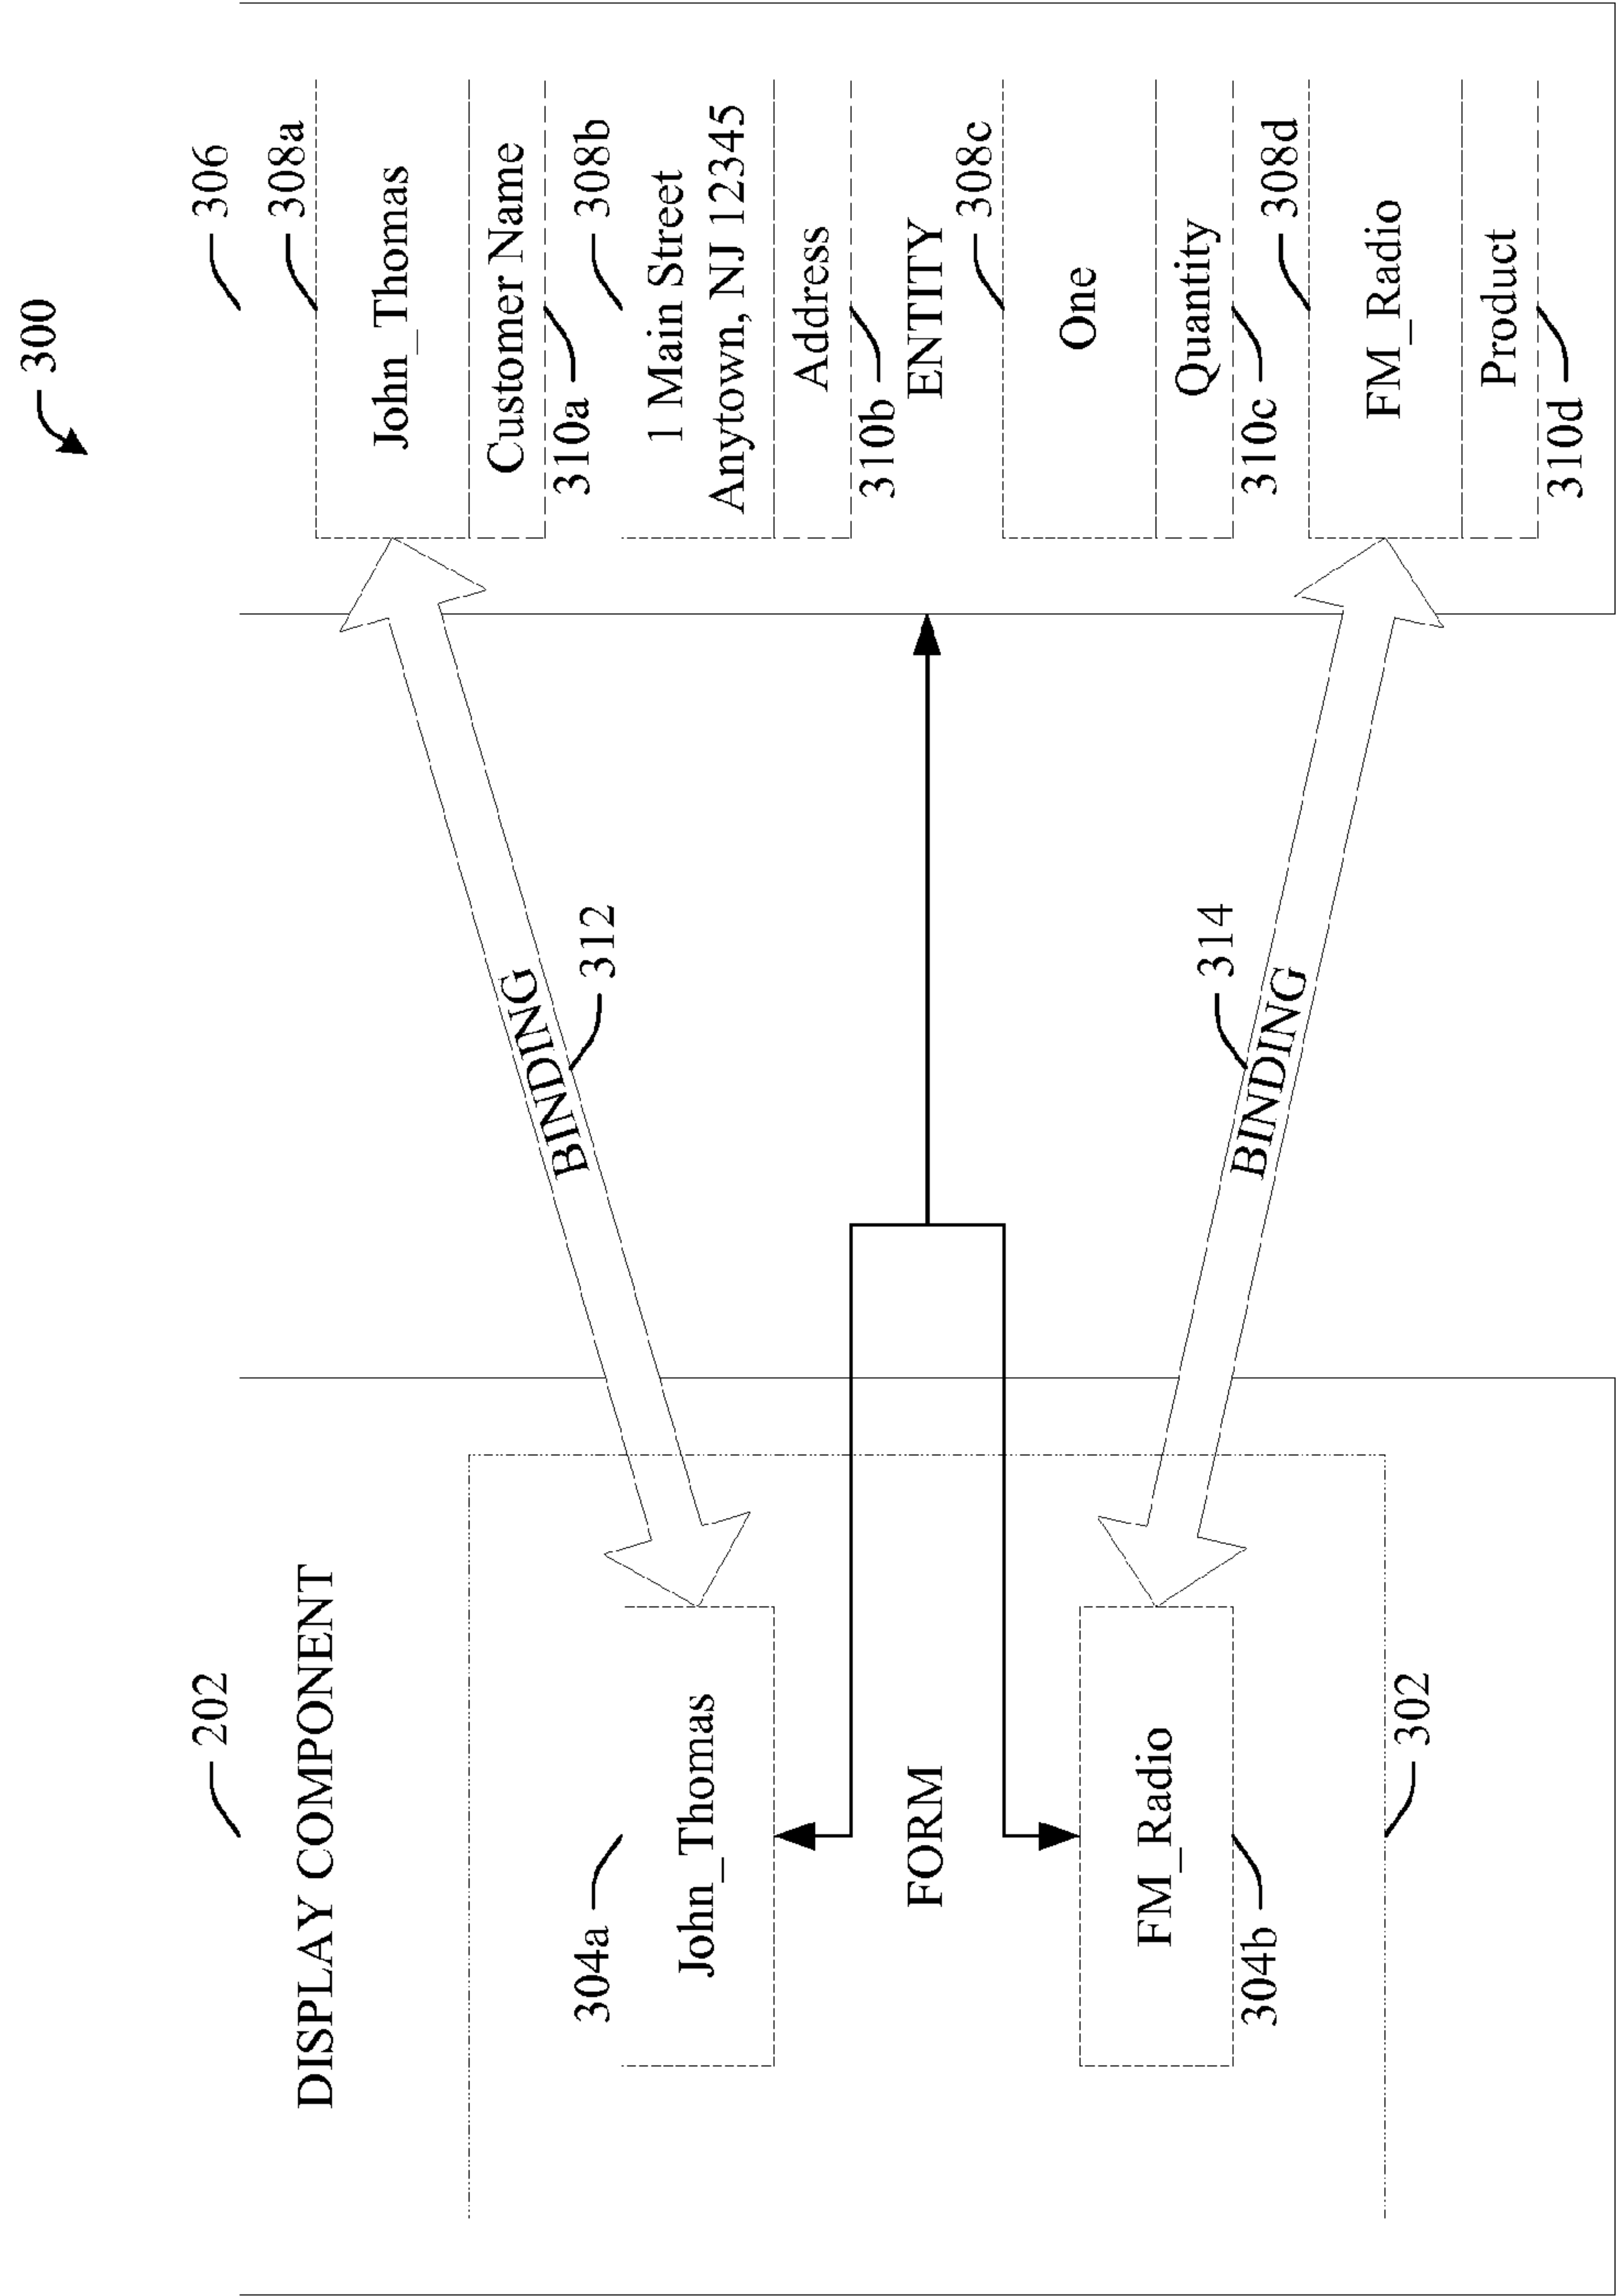 300
202
306
DISPLAY COMPONENT
308a
John_Thomas
Customer Name
310a
304a
John_Thomas
BINDING
312
308b
1 Main Street
Anytown, NJ 12345
Address
310b
FORM
ENTITY
308c
One
Quantity
310c
FM_Radio
304b
BINDING
314
308d
FM_Radio
Product
310d
302